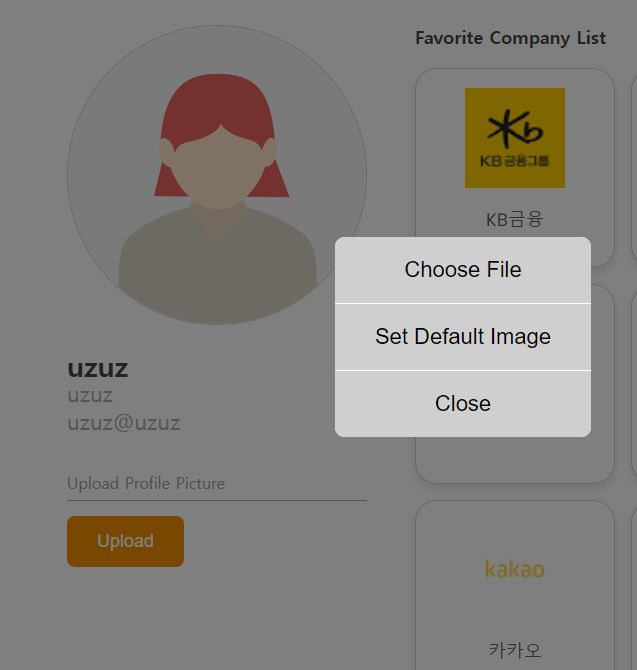 Favorite Company List
Kb
KB금융그룹
KB금융
Choose File
Set Default Image
Close
uzuz
uzuz
uzuz@uzuz
Upload Profile Picture
Upload
kakao
카카오